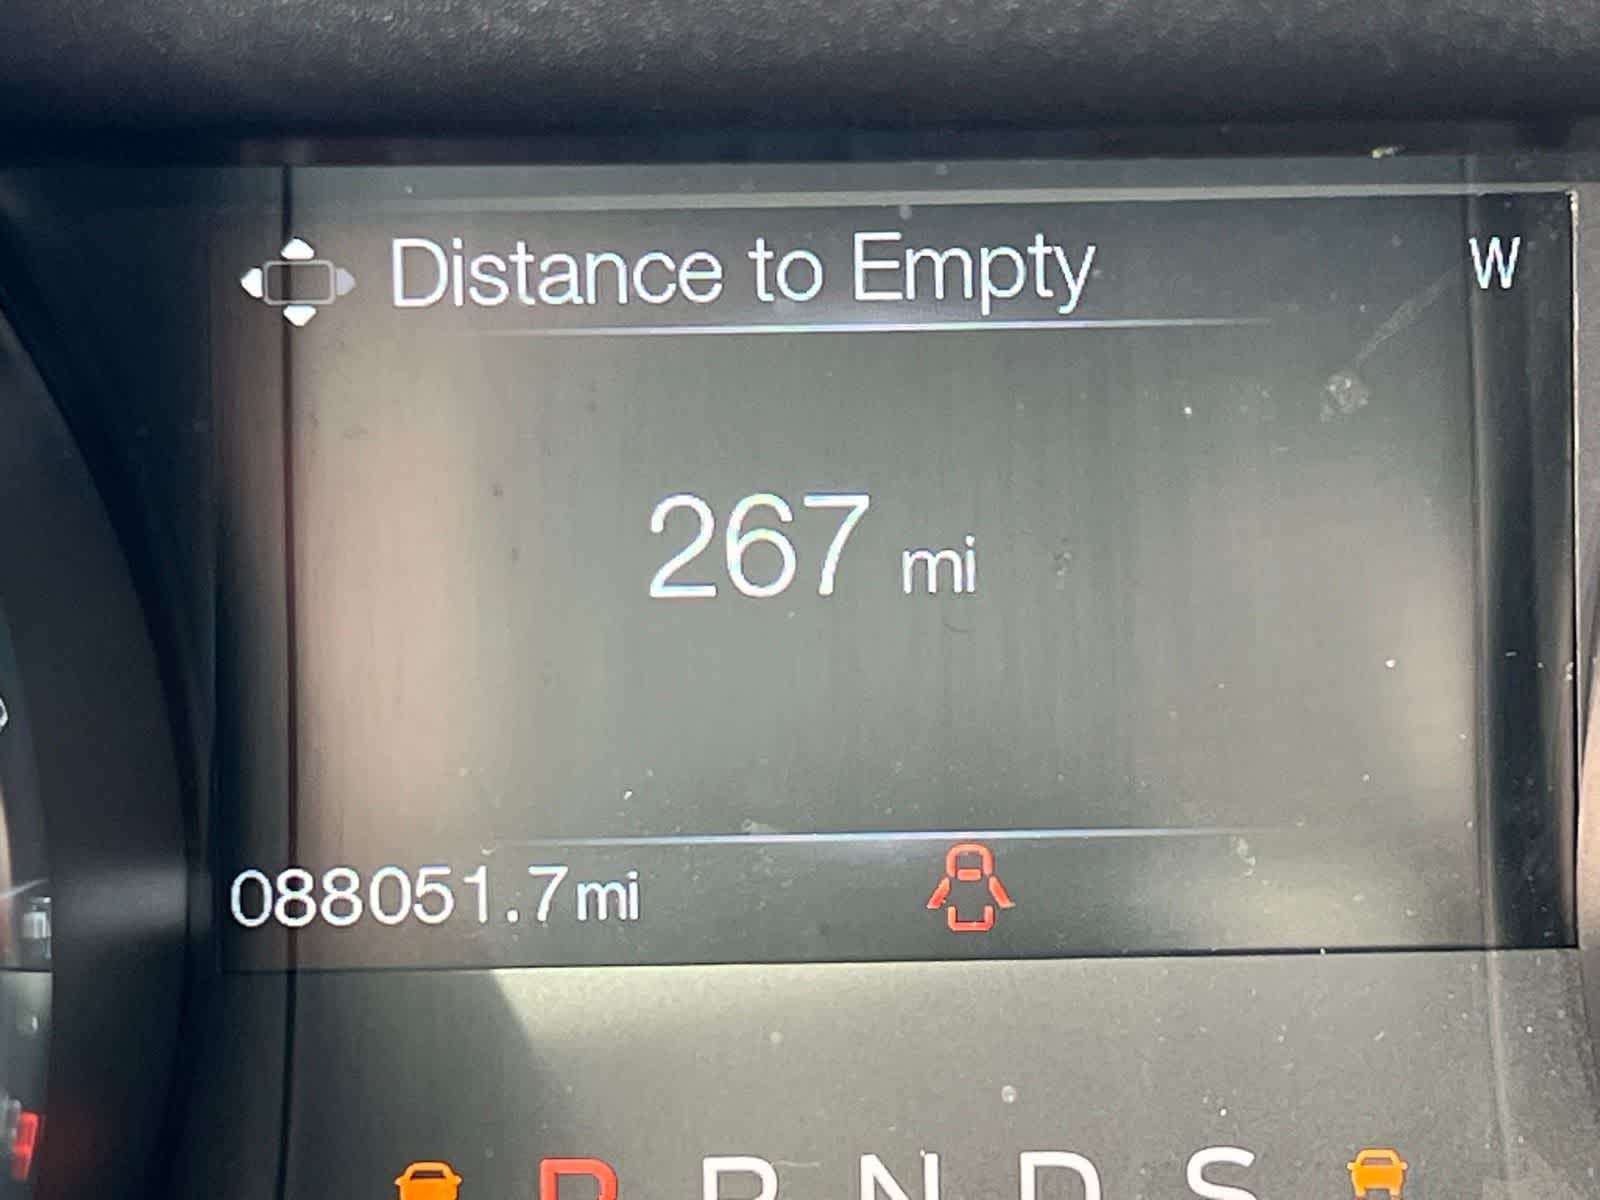 Distance to Empty W
267 mi
088051.7mi
P R N D S